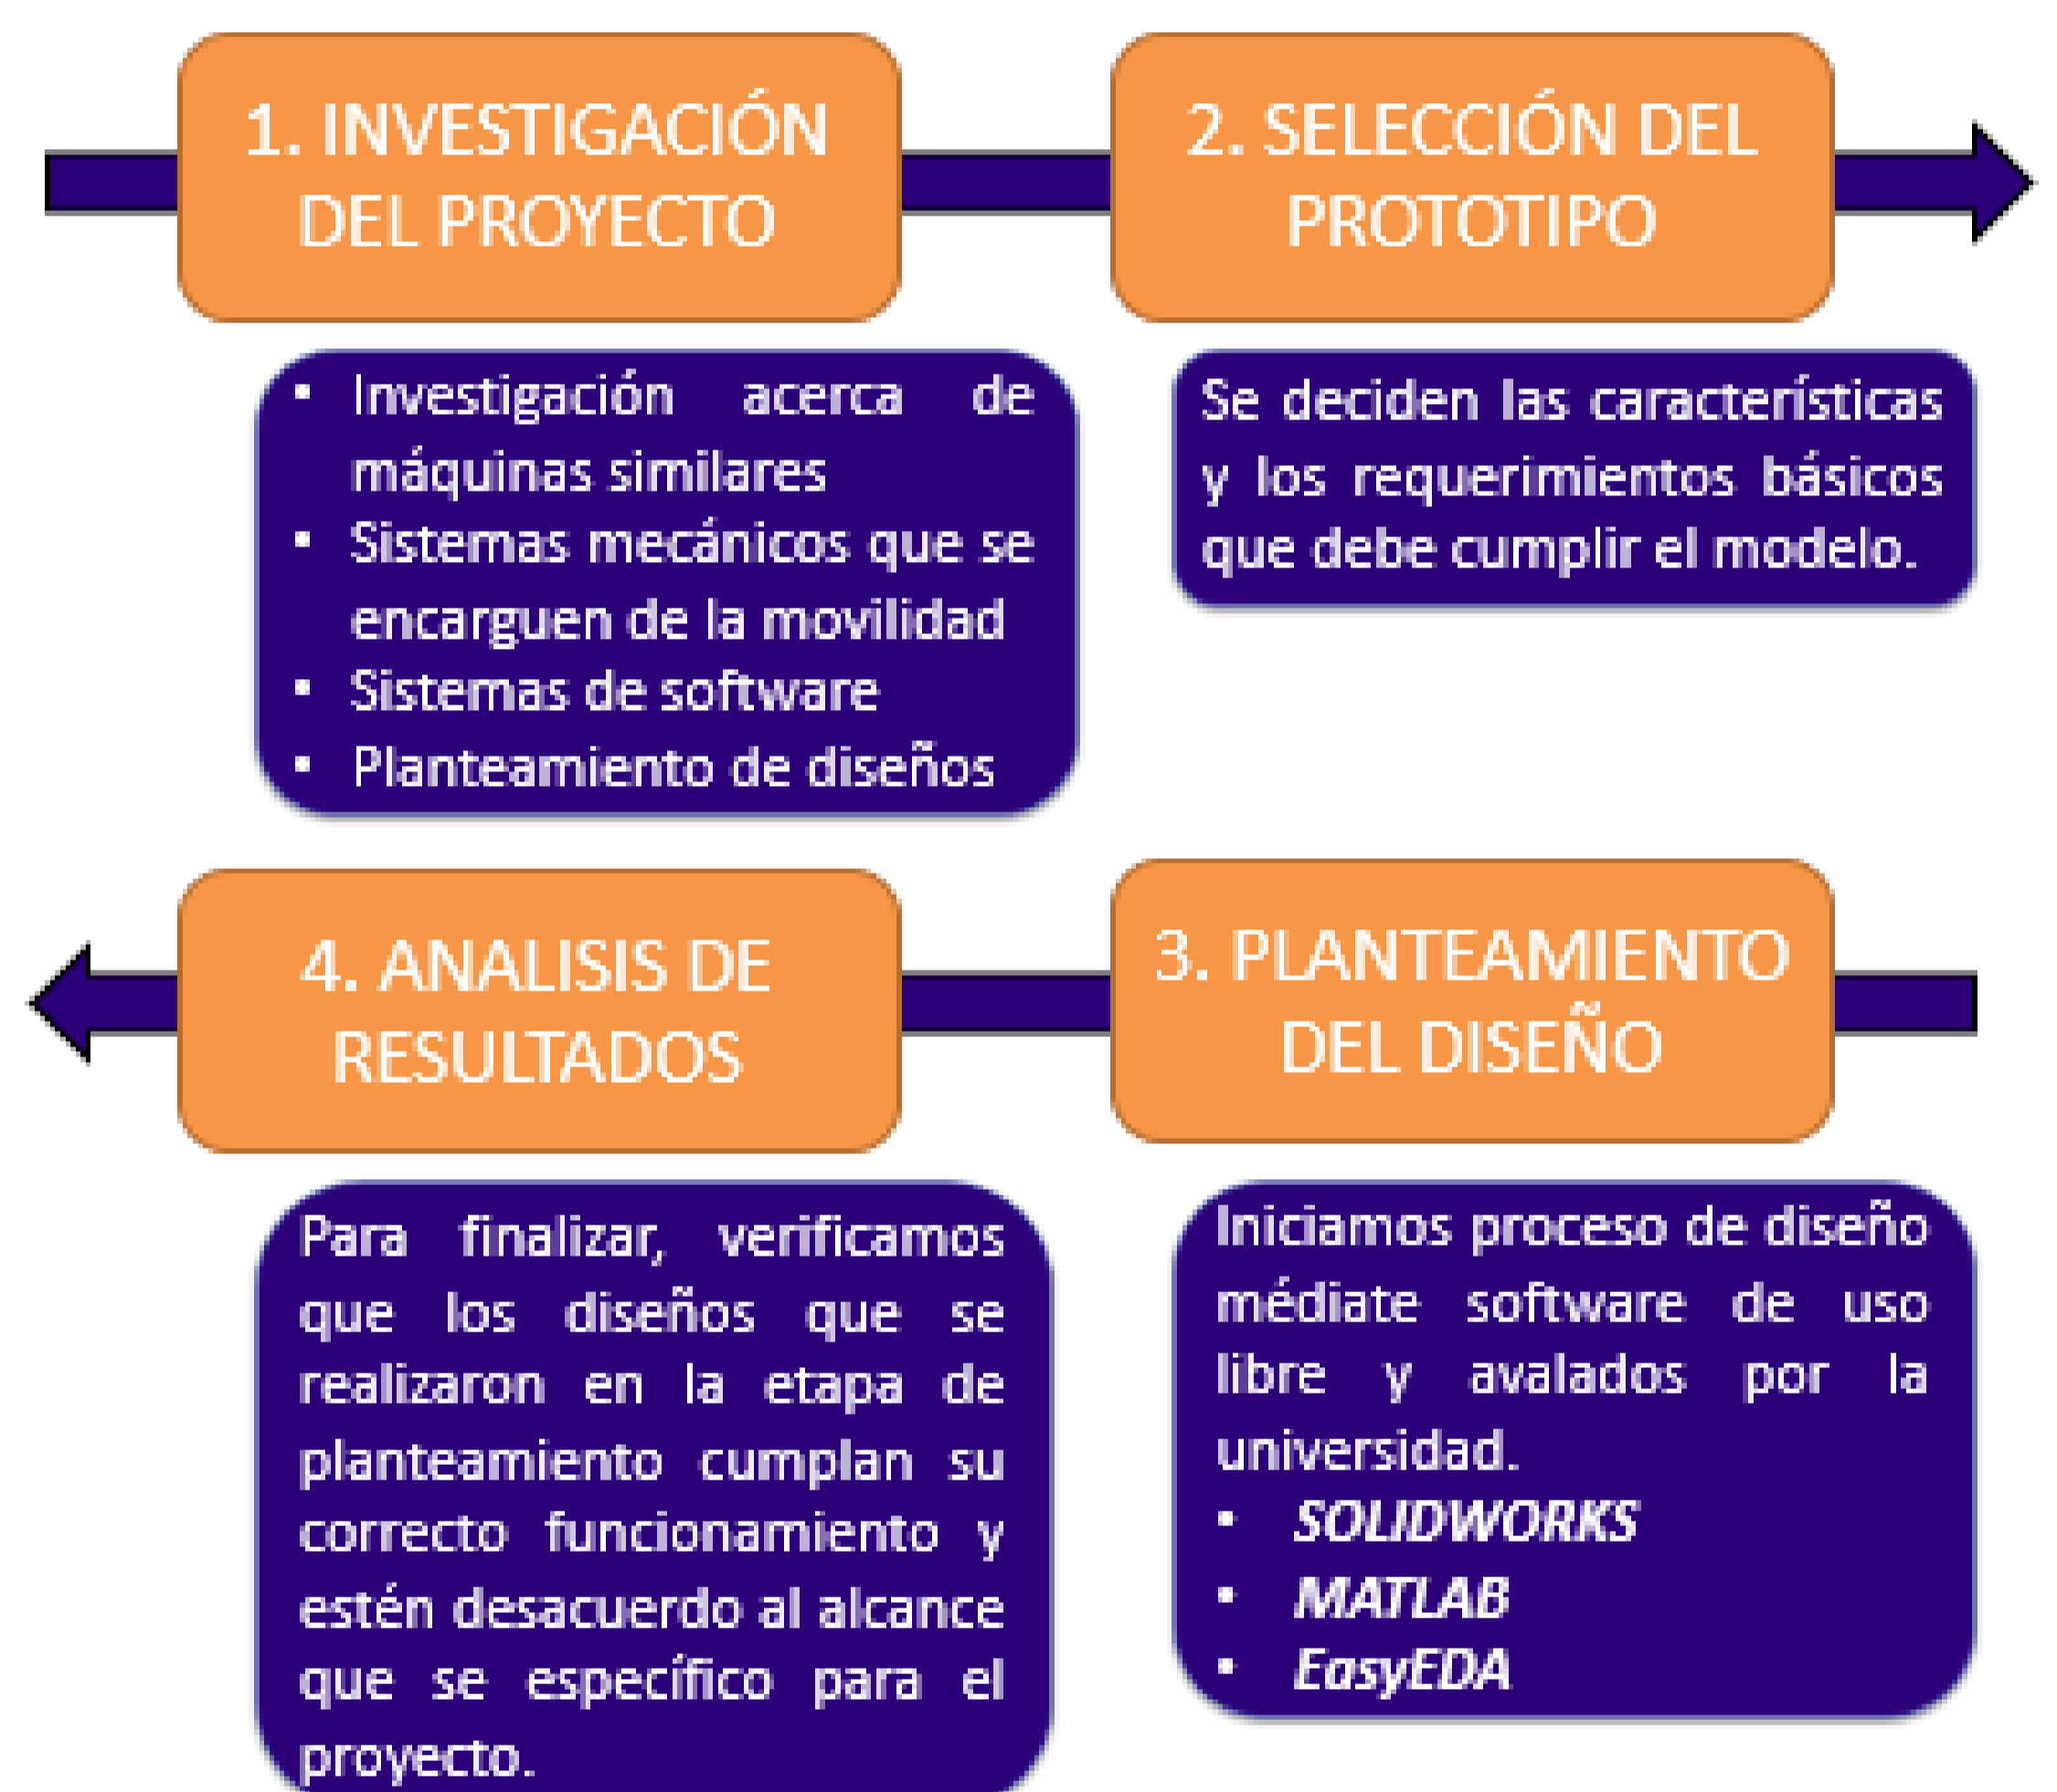 1. INVESTIGACIÓN
DEL PROYECTO
2. SELECCIÓN DEL
PROTOTIPO
• Investigación acerca de
máquinas similares
• Sistemas mecánicos que se
encarguen de la movilidad
• Sistemas de software
• Planteamiento de diseños
Se deciden las características
y los requerimientos básicos
que debe cumplir el modelo.
3. PLANTEAMIENTO
DEL DISEÑO
Iniciamos proceso de diseño
médiate software de uso
libre y avalados por la
universidad.
• SOLIDWORKS
• MATLAB
• EasyEDA
4. ANALISIS DE
RESULTADOS
Para finalizar, verificamos
que los diseños que se
realizaron en la etapa de
planteamiento cumplan su
correcto funcionamiento y
estén desacuerdo al alcance
que se específico para el
proyecto.